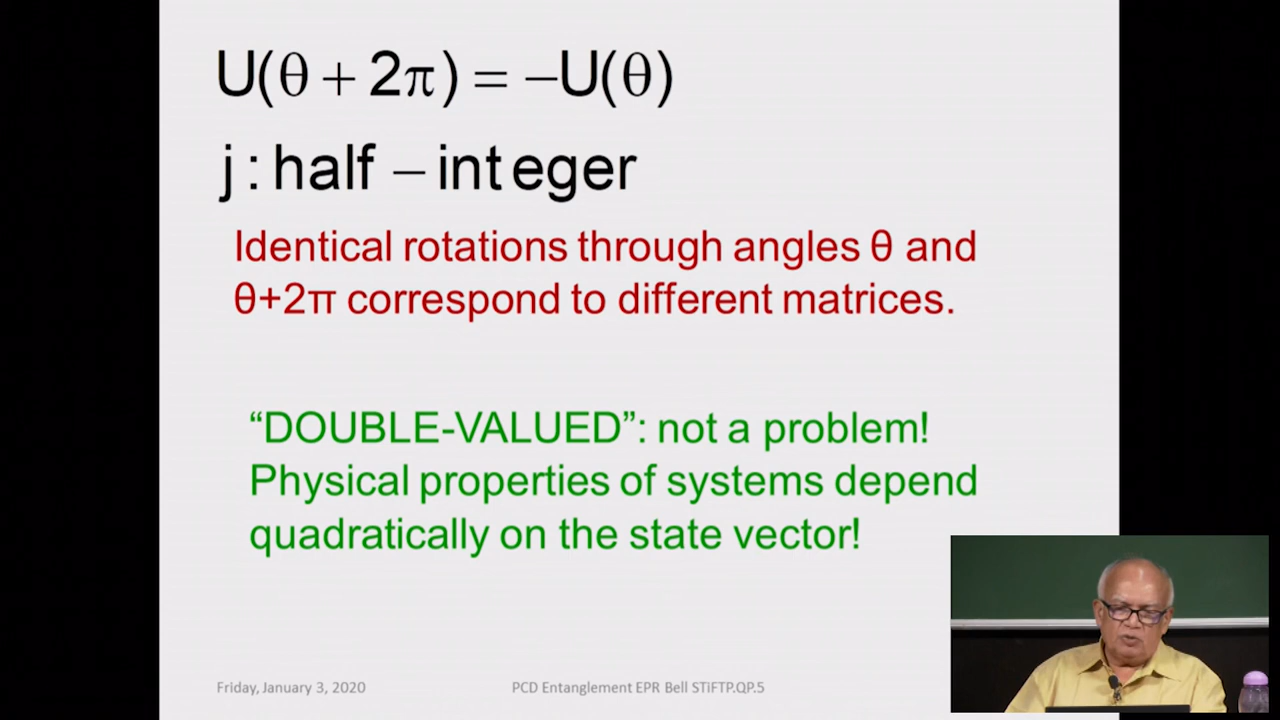 U(θ + 2π) = −U(θ)
j : half − int eger
Identical rotations through angles θ and
θ+2π correspond to different matrices.
“DOUBLE-VALUED”: not a problem!
Physical properties of systems depend
quadratically on the state vector!
Friday, January 3, 2020 PCD Entanglement EPR Bell STiFTP.QP.5